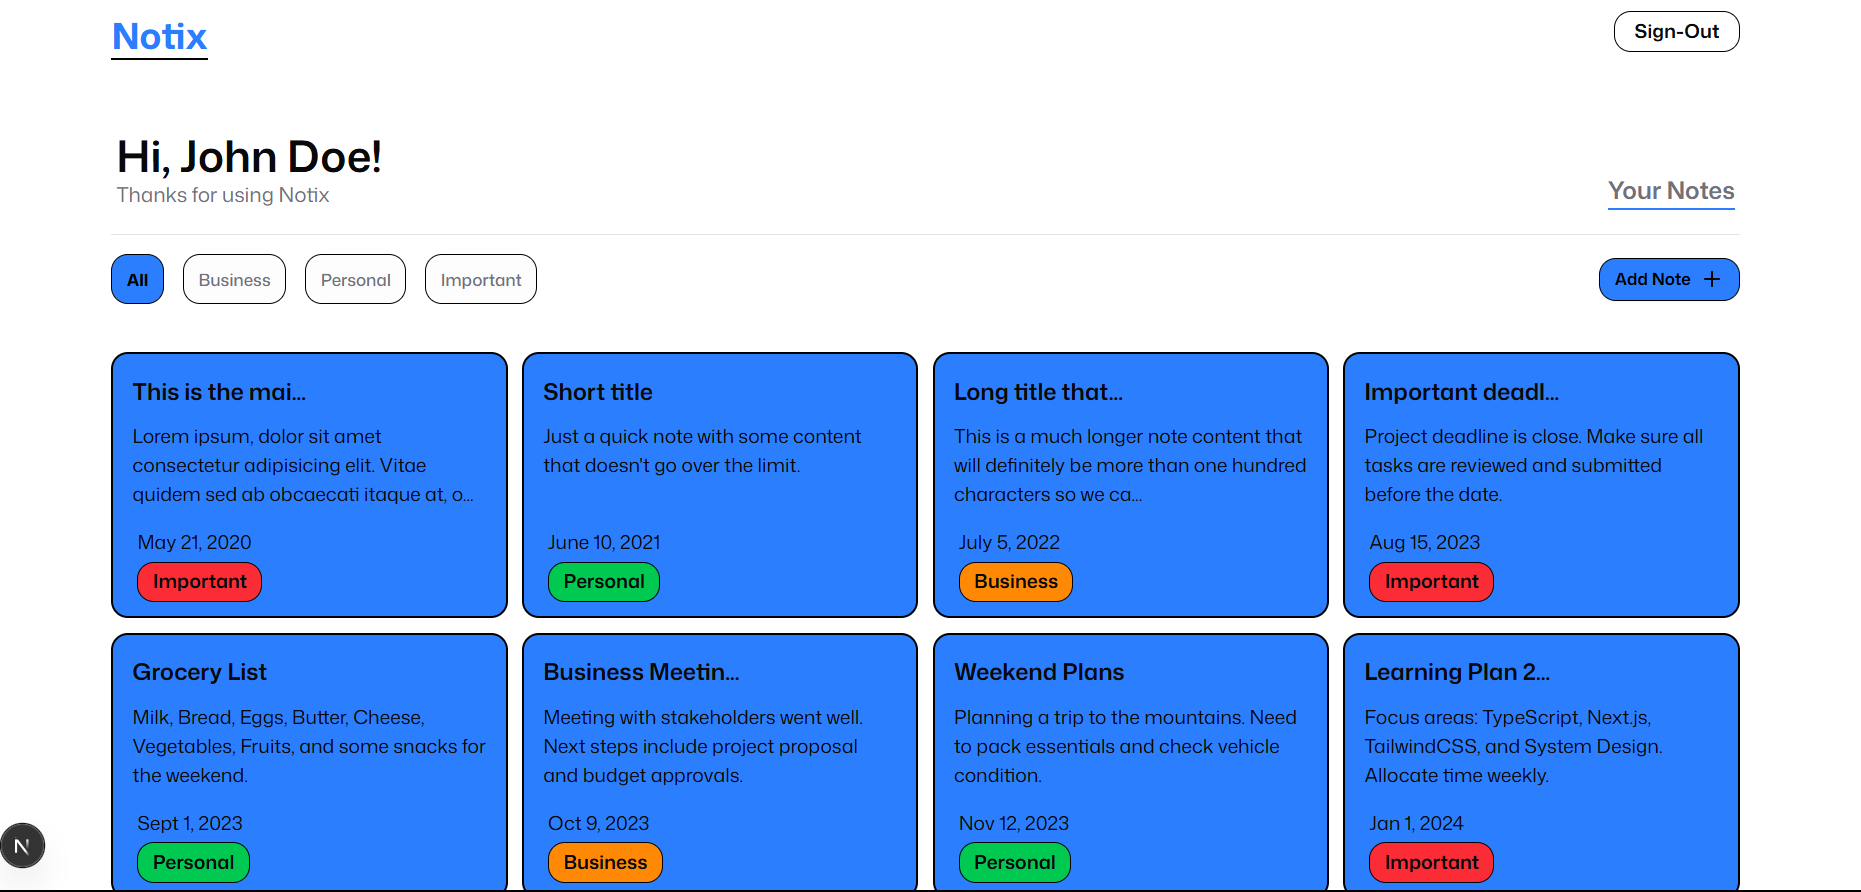 Notix
Sign-Out
Hi, John Doe!
Thanks for using Notix
Your Notes
All
Business
Personal
Important
Add Note +
This is the mai...
Lorem ipsum, dolor sit amet
consectetur adipisicing elit. Vitae
quidem sed ab obcaecati itaque at, o...
May 21, 2020
Important
Short title
Just a quick note with some content
that doesn't go over the limit.
June 10, 2021
Personal
Long title that...
This is a much longer note content that
will definitely be more than one hundred
characters so we ca...
July 5, 2022
Business
Important deadl...
Project deadline is close. Make sure all
tasks are reviewed and submitted
before the date.
Aug 15, 2023
Important
Grocery List
Milk, Bread, Eggs, Butter, Cheese,
Vegetables, Fruits, and some snacks for
the weekend.
Sept 1, 2023
Personal
Business Meetin...
Meeting with stakeholders went well.
Next steps include project proposal
and budget approvals.
Oct 9, 2023
Business
Weekend Plans
Planning a trip to the mountains. Need
to pack essentials and check vehicle
condition.
Nov 12, 2023
Personal
Learning Plan 2...
Focus areas: TypeScript, Next.js,
TailwindCSS, and System Design.
Allocate time weekly.
Jan 1, 2024
Important
N